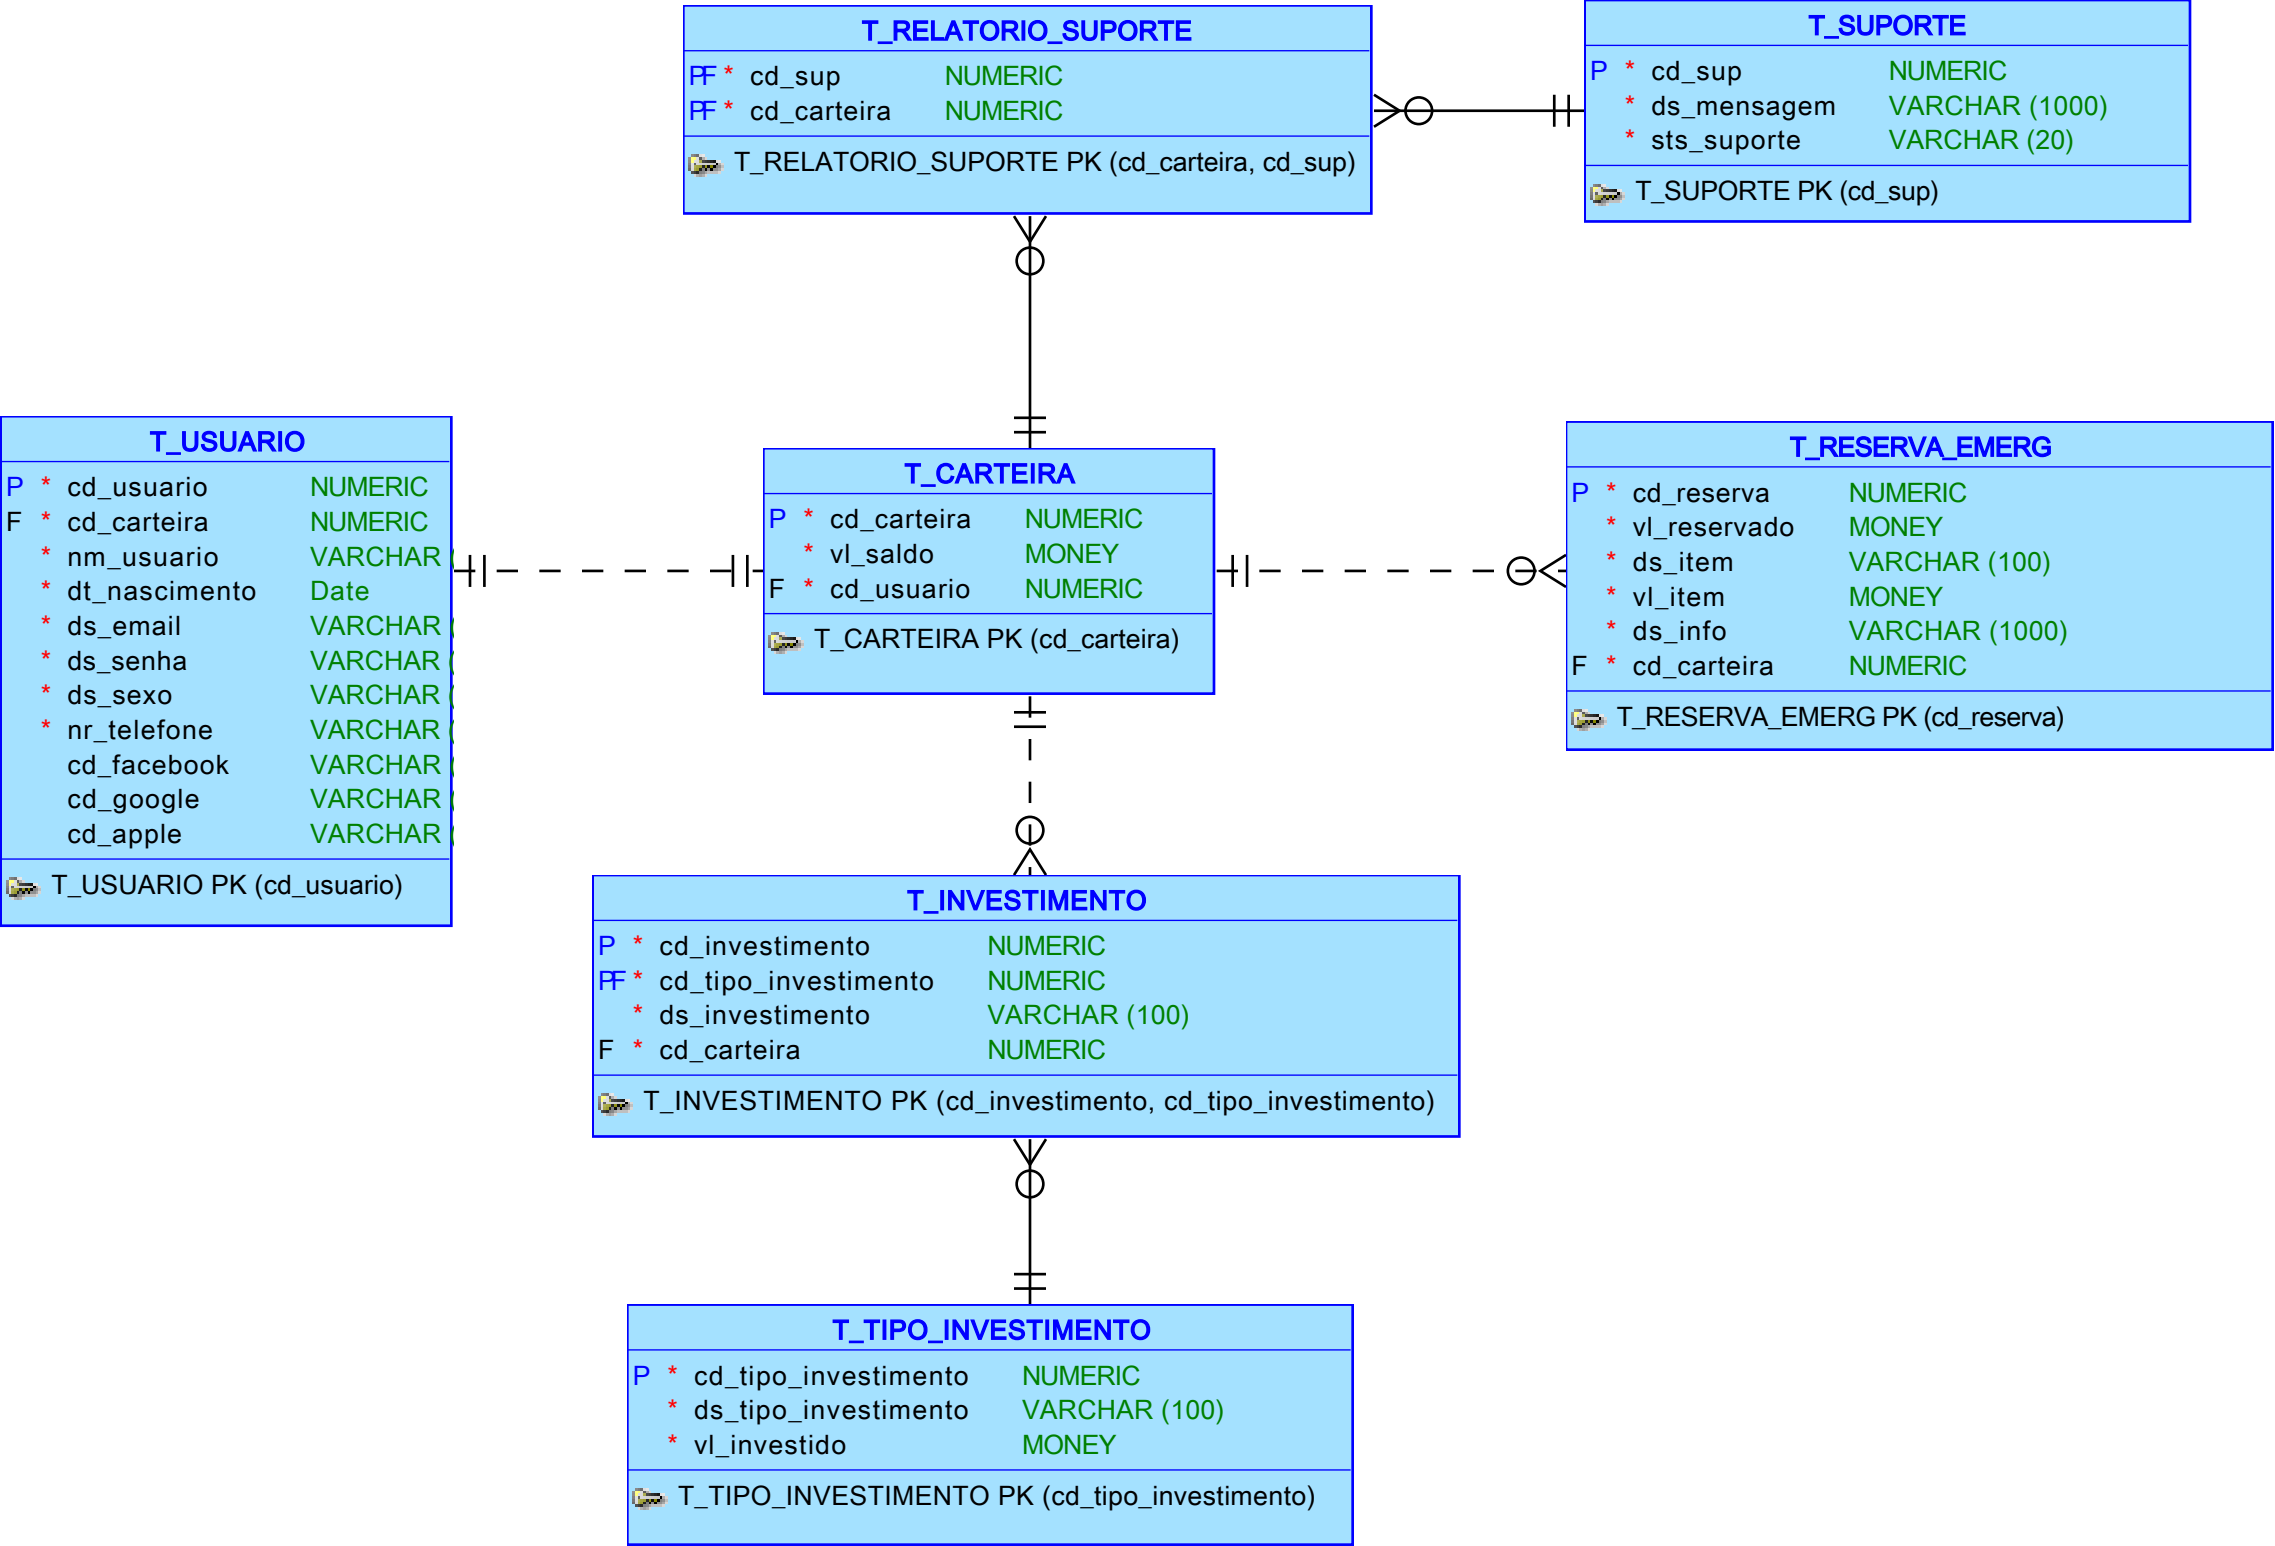 T_RELATORIO_SUPORTE
PF * cd_sup NUMERIC
PF * cd_carteira NUMERIC
T_RELATORIO_SUPORTE PK (cd_carteira, cd_sup)
T_SUPORTE
P * cd_sup NUMERIC
* ds_mensagem VARCHAR (1000)
* sts_suporte VARCHAR (20)
T_SUPORTE PK (cd_sup)
T_USUARIO
P * cd_usuario NUMERIC
F * cd_carteira NUMERIC
* nm_usuario VARCHAR
* dt_nascimento Date
* ds_email VARCHAR
* ds_senha VARCHAR
* ds_sexo VARCHAR
* nr_telefone VARCHAR
cd_facebook VARCHAR
cd_google VARCHAR
cd_apple VARCHAR
T_USUARIO PK (cd_usuario)
T_CARTEIRA
P * cd_carteira NUMERIC
* vl_saldo MONEY
F * cd_usuario NUMERIC
T_CARTEIRA PK (cd_carteira)
T_RESERVA_EMERG
P * cd_reserva NUMERIC
* vl_reservado MONEY
* ds_item VARCHAR (100)
* vl_item MONEY
* ds_info VARCHAR (1000)
F * cd_carteira NUMERIC
T_RESERVA_EMERG PK (cd_reserva)
T_INVESTIMENTO
P * cd_investimento NUMERIC
PF * cd_tipo_investimento NUMERIC
* ds_investimento VARCHAR (100)
F * cd_carteira NUMERIC
T_INVESTIMENTO PK (cd_investimento, cd_tipo_investimento)
T_TIPO_INVESTIMENTO
P * cd_tipo_investimento NUMERIC
* ds_tipo_investimento VARCHAR (100)
* vl_investido MONEY
T_TIPO_INVESTIMENTO PK (cd_tipo_investimento)